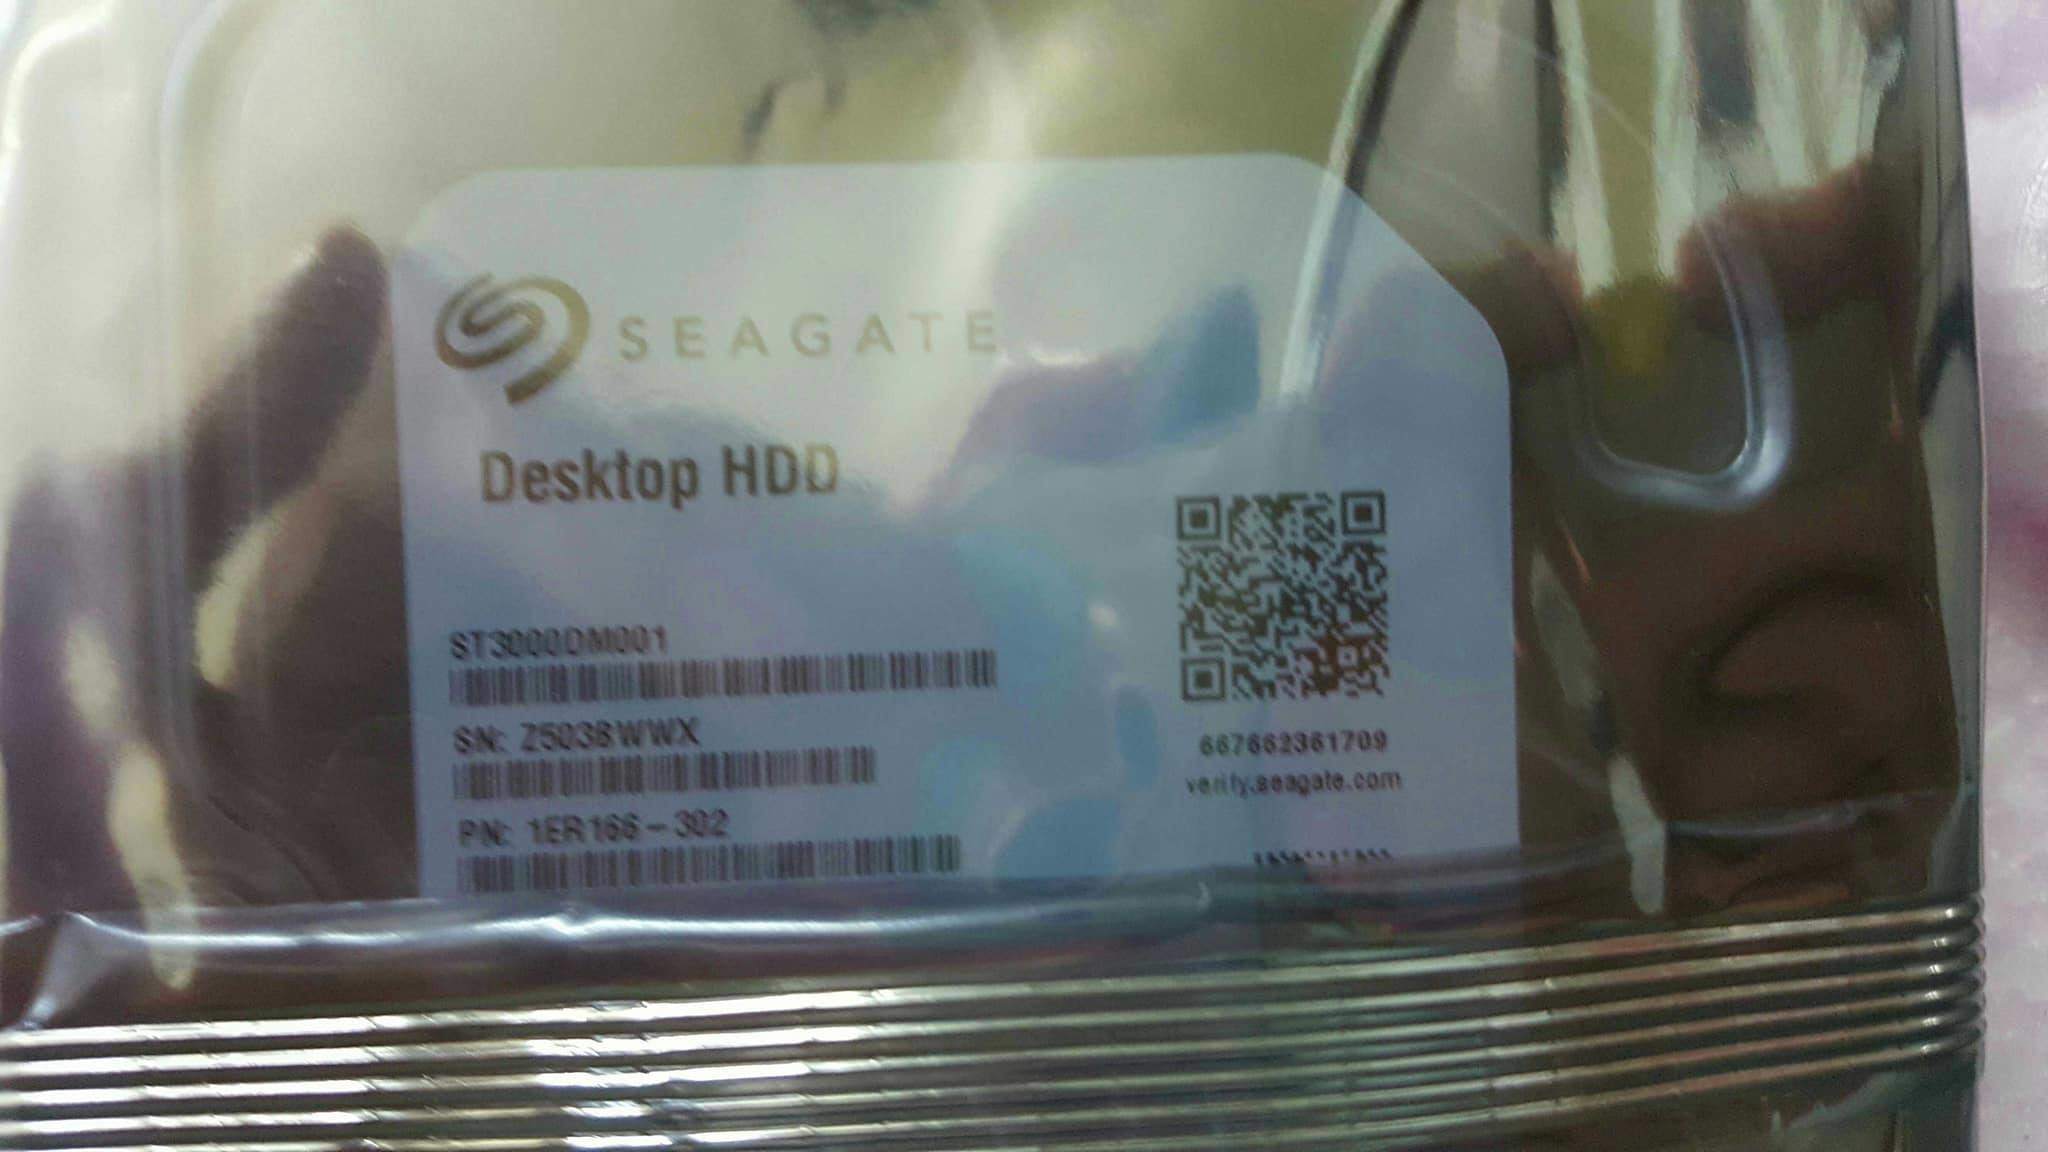 SEAGATE
Desktop HDD
ST3000DM001
SN: Z503BWWX
PN: 1ER166-302
667662361709
verify.seagate.com